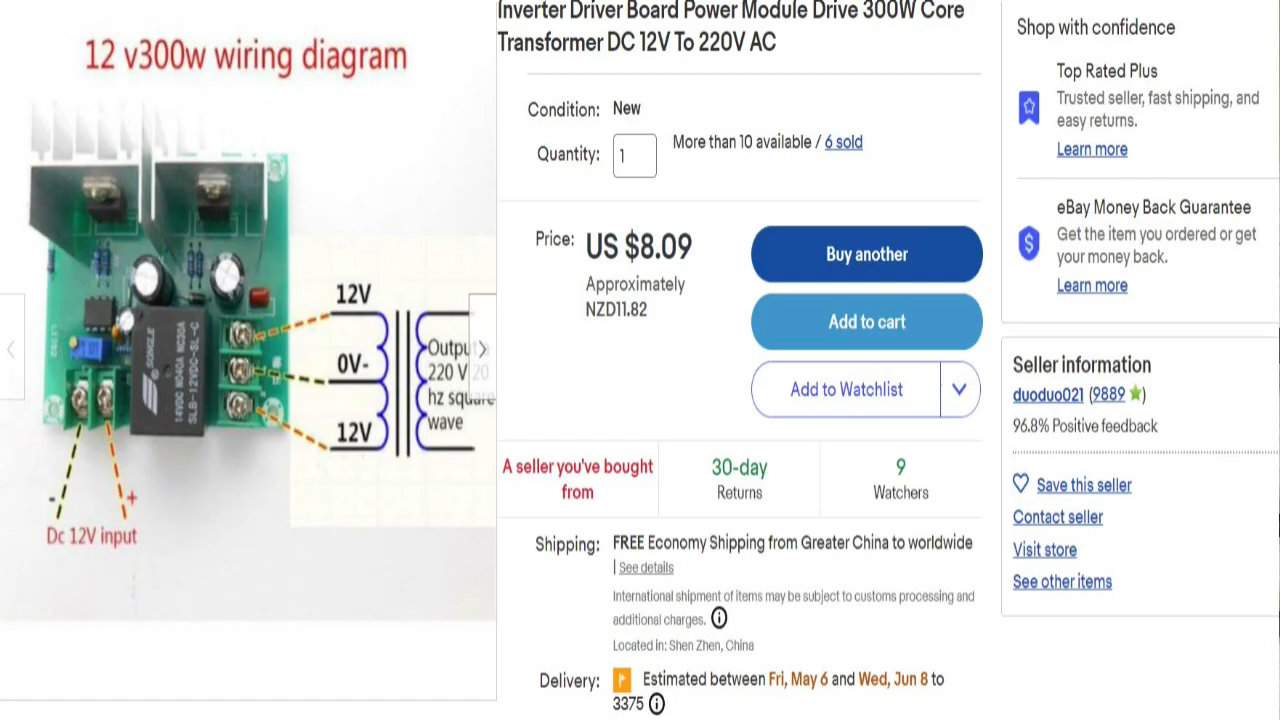 12 v300w wiring diagram
SONGLE
14VDC NO40A NC30A
SLB-12VDC-SL-C
12V
0V-
12V
Output
220 V 20
hz square
wave
-
+
Dc 12V input
Inverter Driver Board Power Module Drive 300W Core
Transformer DC 12V To 220V AC
Condition: New
Quantity: 1 More than 10 available / 6 sold
Price: US $8.09
Approximately
NZD11.82
Buy another
Add to cart
Add to Watchlist
A seller you've bought
from
30-day
Returns
9
Watchers
Shipping: FREE Economy Shipping from Greater China to worldwide
| See details
International shipment of items may be subject to customs processing and
additional charges.
Located in: Shen Zhen, China
Delivery: Estimated between Fri, May 6 and Wed, Jun 8 to
3375
Shop with confidence
Top Rated Plus
Trusted seller, fast shipping, and
easy returns.
Learn more
eBay Money Back Guarantee
Get the item you ordered or get
your money back.
Learn more
Seller information
duoduo021 (9889)
96.8% Positive feedback
Save this seller
Contact seller
Visit store
See other items